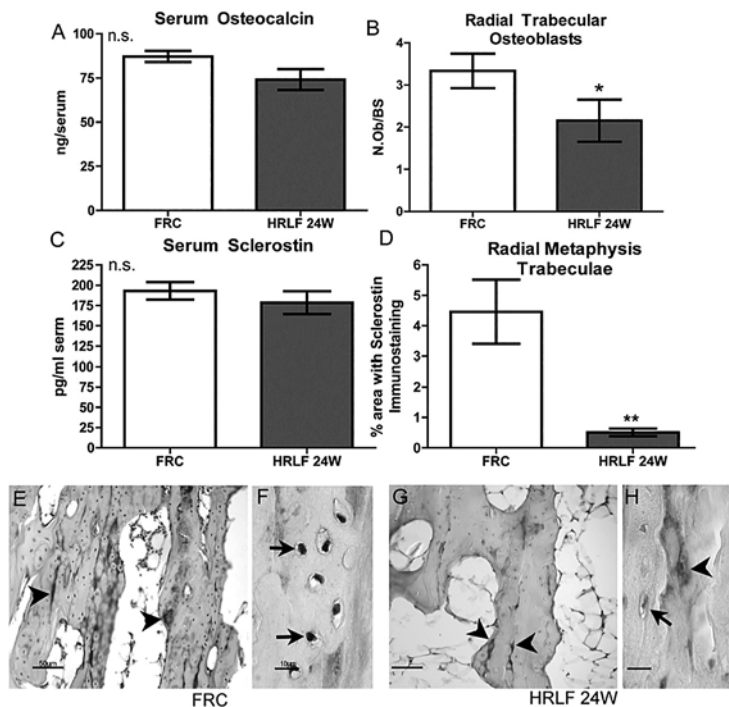 A
Serum Osteocalcin
n.s.
100
75
50
25
0
ng/serum
FRC
HRLF 24W
B
Radial Trabecular
Osteoblasts
5
4
3
2
1
0
N.Ob/BS
*
FRC
HRLF 24W
C
Serum Sclerostin
n.s.
225
200
175
150
125
100
75
50
25
0
pg/ml serm
FRC
HRLF 24W
D
Radial Metaphysis
Trabeculae
6
5
4
3
2
1
0
% area with Sclerostin
Immunostaining
**
FRC
HRLF 24W
E
50µm
F
10µm
FRC
G
H
HRLF 24W